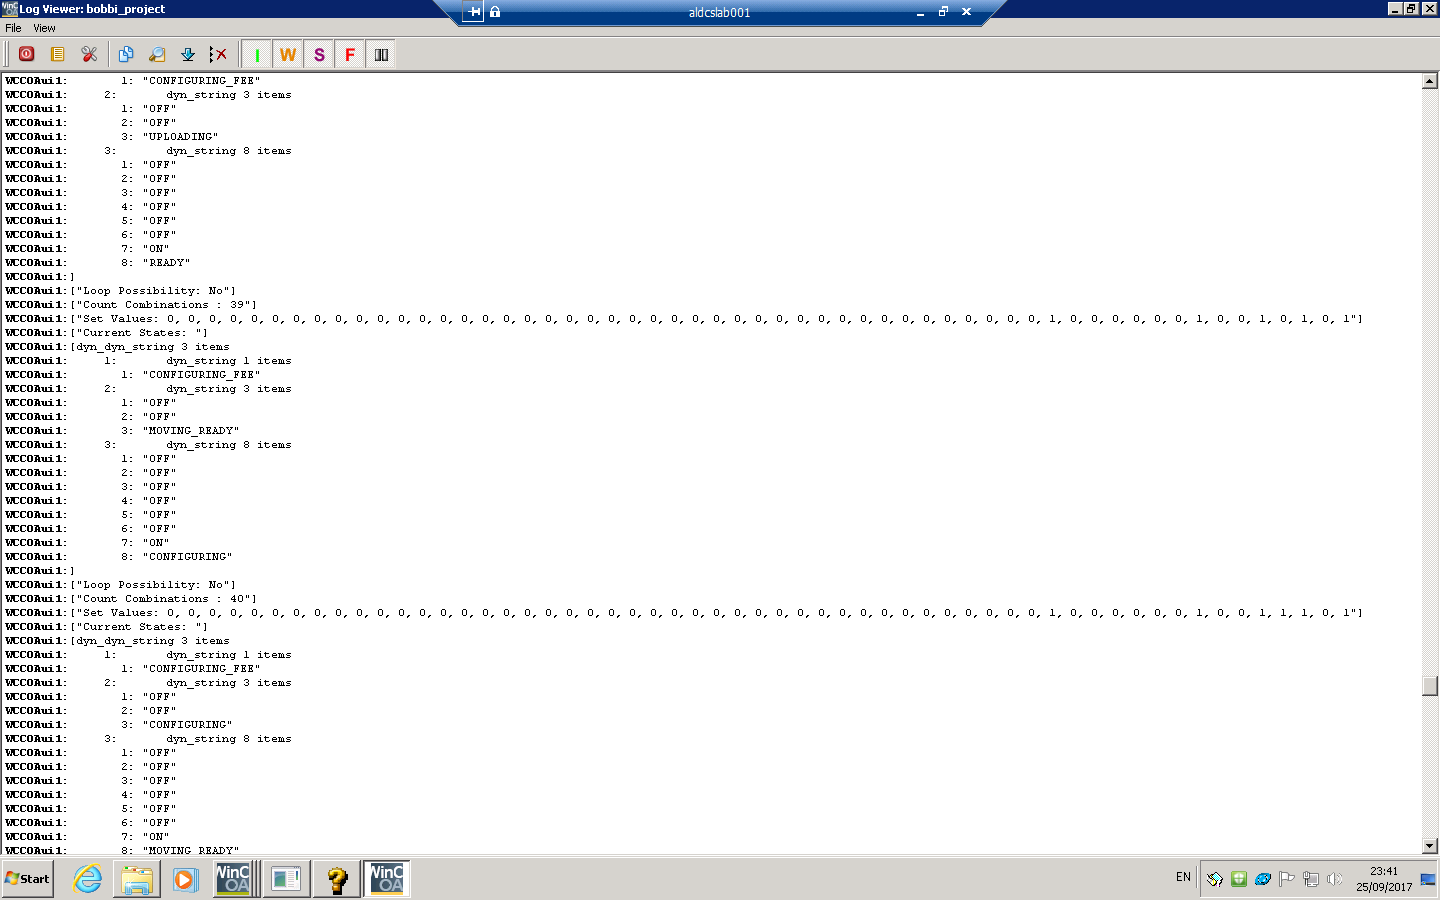 Log Viewer: bobbi_project
aldcslab001
File View
I W S F
WCCOAui1: 1: "CONFIGURING_FEE"
WCCOAui1: 2: dyn_string 3 items
WCCOAui1: 1: "OFF"
WCCOAui1: 2: "OFF"
WCCOAui1: 3: "UPLOADING"
WCCOAui1: 3: dyn_string 8 items
WCCOAui1: 1: "OFF"
WCCOAui1: 2: "OFF"
WCCOAui1: 3: "OFF"
WCCOAui1: 4: "OFF"
WCCOAui1: 5: "OFF"
WCCOAui1: 6: "OFF"
WCCOAui1: 7: "ON"
WCCOAui1: 8: "READY"
WCCOAui1:]
WCCOAui1:["Loop Possibility: No"]
WCCOAui1:["Count Combinations : 39"]
WCCOAui1:["Set Values: 0, 0, 0, 0, 0, 0, 0, 0, 0, 0, 0, 0, 0, 0, 0, 0, 0, 0, 0, 0, 0, 0, 0, 0, 0, 0, 0, 0, 0, 0, 0, 0, 0, 0, 0, 0, 0, 0, 0, 0, 0, 0, 1, 0, 0, 0, 0, 0, 0, 1, 0, 0, 1, 0, 1, 0, 1"]
WCCOAui1:["Current States: "]
WCCOAui1:[dyn_dyn_string 3 items
WCCOAui1: 1: dyn_string 1 items
WCCOAui1: 1: "CONFIGURING_FEE"
WCCOAui1: 2: dyn_string 3 items
WCCOAui1: 1: "OFF"
WCCOAui1: 2: "OFF"
WCCOAui1: 3: "MOVING_READY"
WCCOAui1: 3: dyn_string 8 items
WCCOAui1: 1: "OFF"
WCCOAui1: 2: "OFF"
WCCOAui1: 3: "OFF"
WCCOAui1: 4: "OFF"
WCCOAui1: 5: "OFF"
WCCOAui1: 6: "OFF"
WCCOAui1: 7: "ON"
WCCOAui1: 8: "CONFIGURING"
WCCOAui1:]
WCCOAui1:["Loop Possibility: No"]
WCCOAui1:["Count Combinations : 40"]
WCCOAui1:["Set Values: 0, 0, 0, 0, 0, 0, 0, 0, 0, 0, 0, 0, 0, 0, 0, 0, 0, 0, 0, 0, 0, 0, 0, 0, 0, 0, 0, 0, 0, 0, 0, 0, 0, 0, 0, 0, 0, 0, 0, 0, 0, 0, 1, 0, 0, 0, 0, 0, 0, 1, 0, 0, 1, 1, 1, 0, 1"]
WCCOAui1:["Current States: "]
WCCOAui1:[dyn_dyn_string 3 items
WCCOAui1: 1: dyn_string 1 items
WCCOAui1: 1: "CONFIGURING_FEE"
WCCOAui1: 2: dyn_string 3 items
WCCOAui1: 1: "OFF"
WCCOAui1: 2: "OFF"
WCCOAui1: 3: "CONFIGURING"
WCCOAui1: 3: dyn_string 8 items
WCCOAui1: 1: "OFF"
WCCOAui1: 2: "OFF"
WCCOAui1: 3: "OFF"
WCCOAui1: 4: "OFF"
WCCOAui1: 5: "OFF"
WCCOAui1: 6: "OFF"
WCCOAui1: 7: "ON"
WCCOAui1: 8: "MOVING_READY"
Start
WinC OA
WinC OA
EN
23:41
25/09/2017